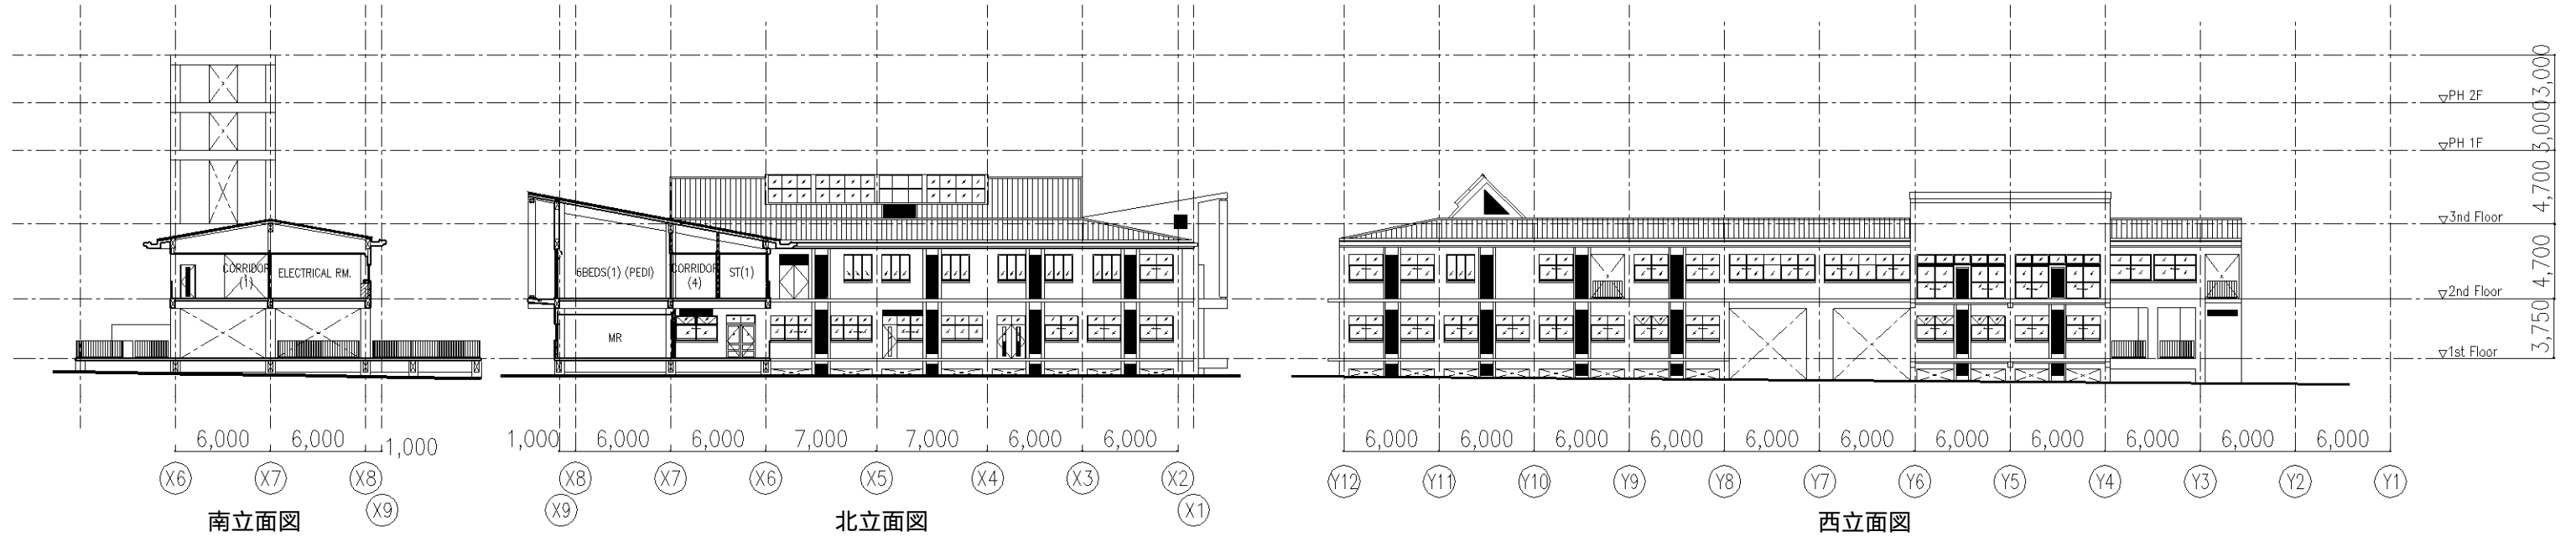 3,000
PH 2F
3,000
PH 1F
4,700
3nd Floor
4,700
2nd Floor
3,750
1st Floor
CORRIDOR
(1)
ELECTRICAL RM.
6BEDS(1) (PEDI)
CORRIDOR
(4)
ST(1)
MR
6,000
6,000
1,000
X6
X7
X8
X9
南立面図
1,000
6,000
6,000
7,000
7,000
6,000
6,000
X9
X8
X7
X6
X5
X4
X3
X2
X1
北立面図
6,000
6,000
6,000
6,000
6,000
6,000
6,000
6,000
6,000
6,000
6,000
Y12
Y11
Y10
Y9
Y8
Y7
Y6
Y5
Y4
Y3
Y2
Y1
西立面図